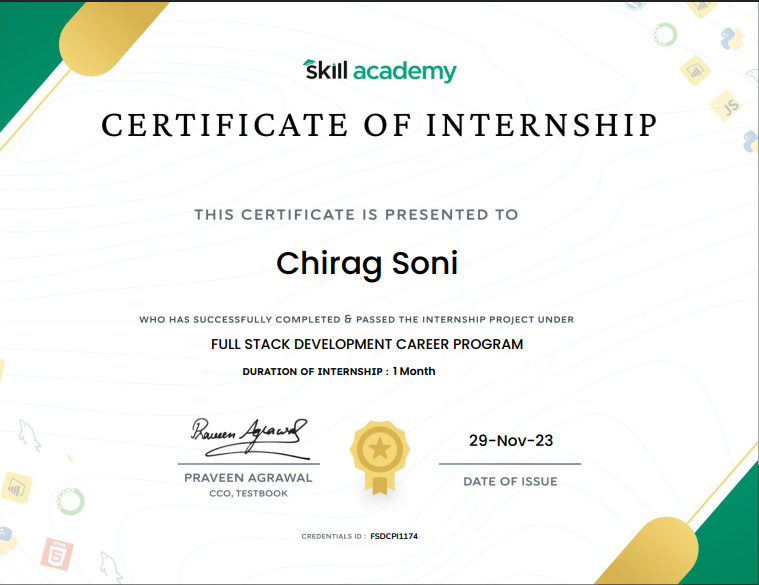 skill academy
CERTIFICATE OF INTERNSHIP
JS
THIS CERTIFICATE IS PRESENTED TO
Chirag Soni
WHO HAS SUCCESSFULLY COMPLETED & PASSED THE INTERNSHIP PROJECT UNDER
FULL STACK DEVELOPMENT CAREER PROGRAM
DURATION OF INTERNSHIP : 1 Month
Praveen Agrawal
29-Nov-23
PRAVEEN AGRAWAL
DATE OF ISSUE
CCO, TESTBOOK
CREDENTIALS ID : FSDCPI1174
5